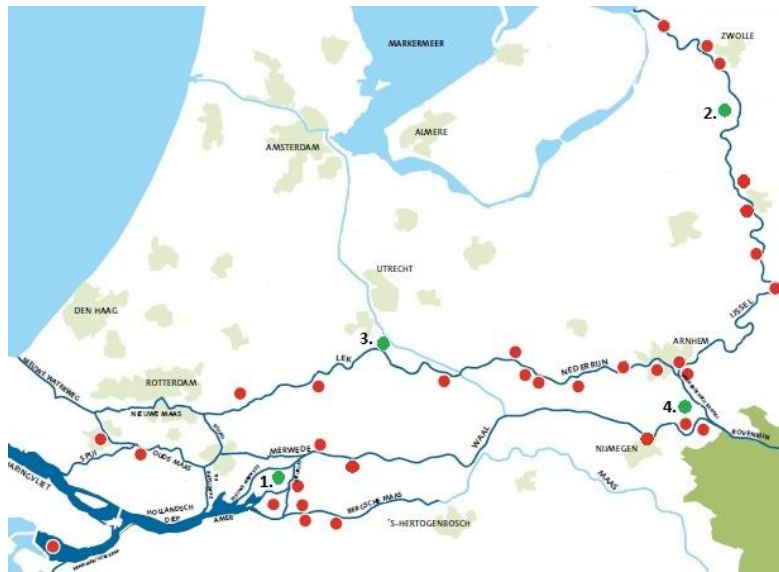 MARKERMEER
ZWOLLE
2.
ALMERE
AMSTERDAM
UTRECHT
DEN HAAG
IJSSEL
3.
ARNHEM
LEK
NEDERRIJN
NIEUWE WATERWEG
ROTTERDAM
NIEUWE MAAS
4.
BOVENRIJN
WAAL
MERWEDE
NIJMEGEN
SPUI
OUDE MAAS
MAAS
1.
HARINGVLIET
HOLLANDSCH
DIEP
AMER
BERGSCHE MAAS
'S-HERTOGENBOSCH